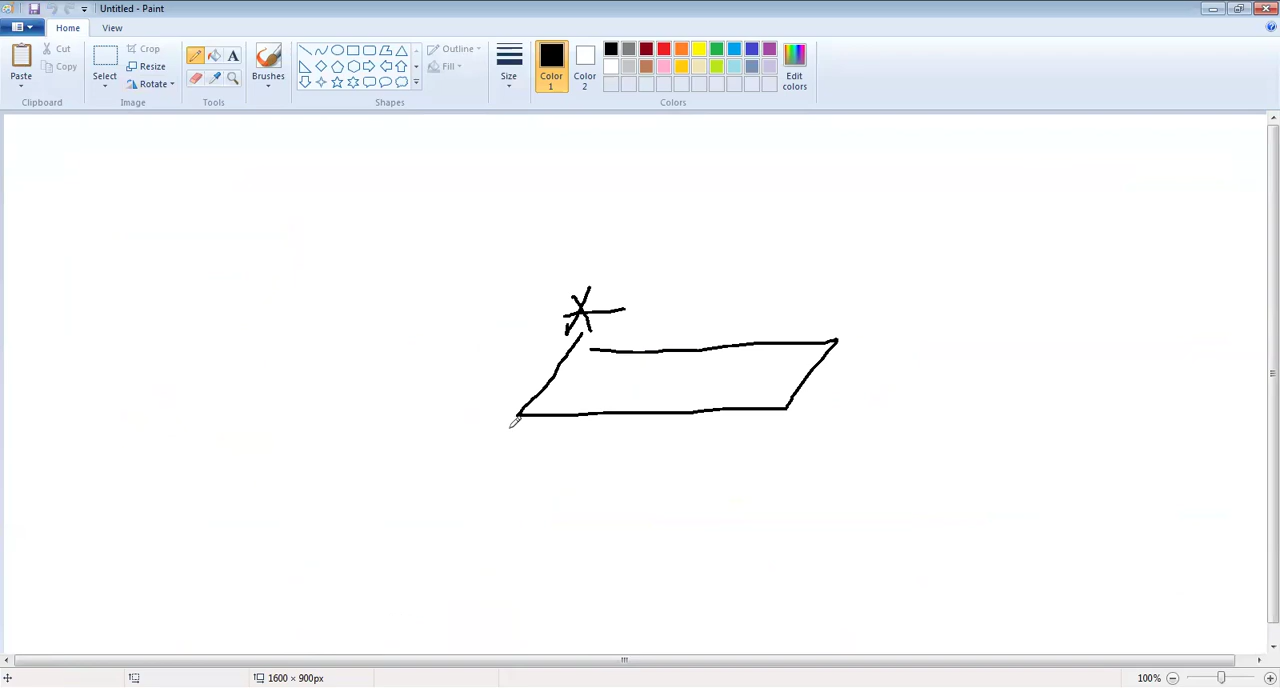 Untitled - Paint
Home View
Paste
Cut
Copy
Clipboard
Select
Crop
Resize
Rotate
Image
A
Tools
Brushes
Outline
Fill
Shapes
Size
Color 1
Color 2
Edit colors
Colors
1600 × 900px
100%